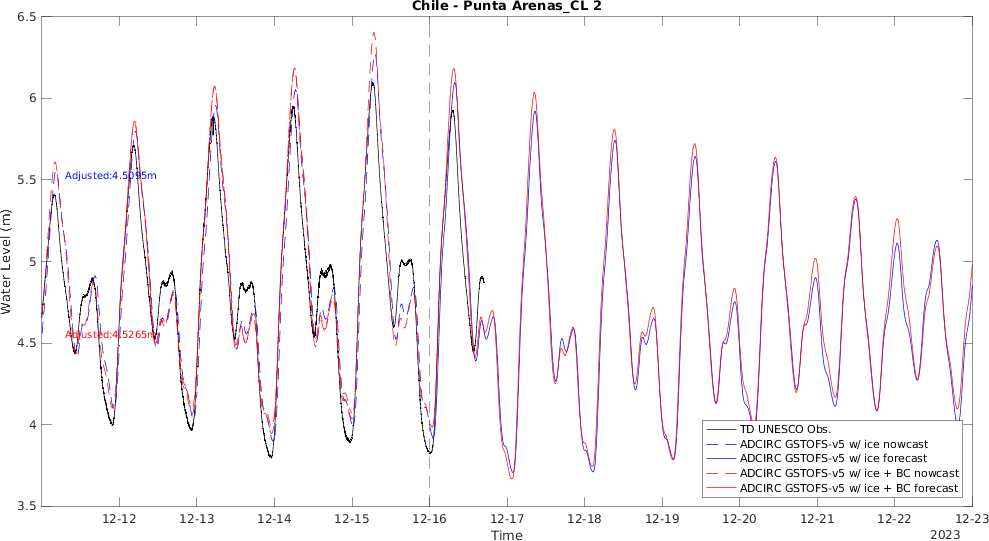 Chile - Punta Arenas_CL 2
6.5
6
5.5
5
4.5
4
3.5
Water Level (m)
Adjusted:4.5095m
Adjusted:4.5265m
TD UNESCO Obs.
ADCIRC GSTOFS-v5 w/ ice nowcast
ADCIRC GSTOFS-v5 w/ ice forecast
ADCIRC GSTOFS-v5 w/ ice + BC nowcast
ADCIRC GSTOFS-v5 w/ ice + BC forecast
12-12 12-13 12-14 12-15 12-16 12-17 12-18 12-19 12-20 12-21 12-22 12-23
Time
2023